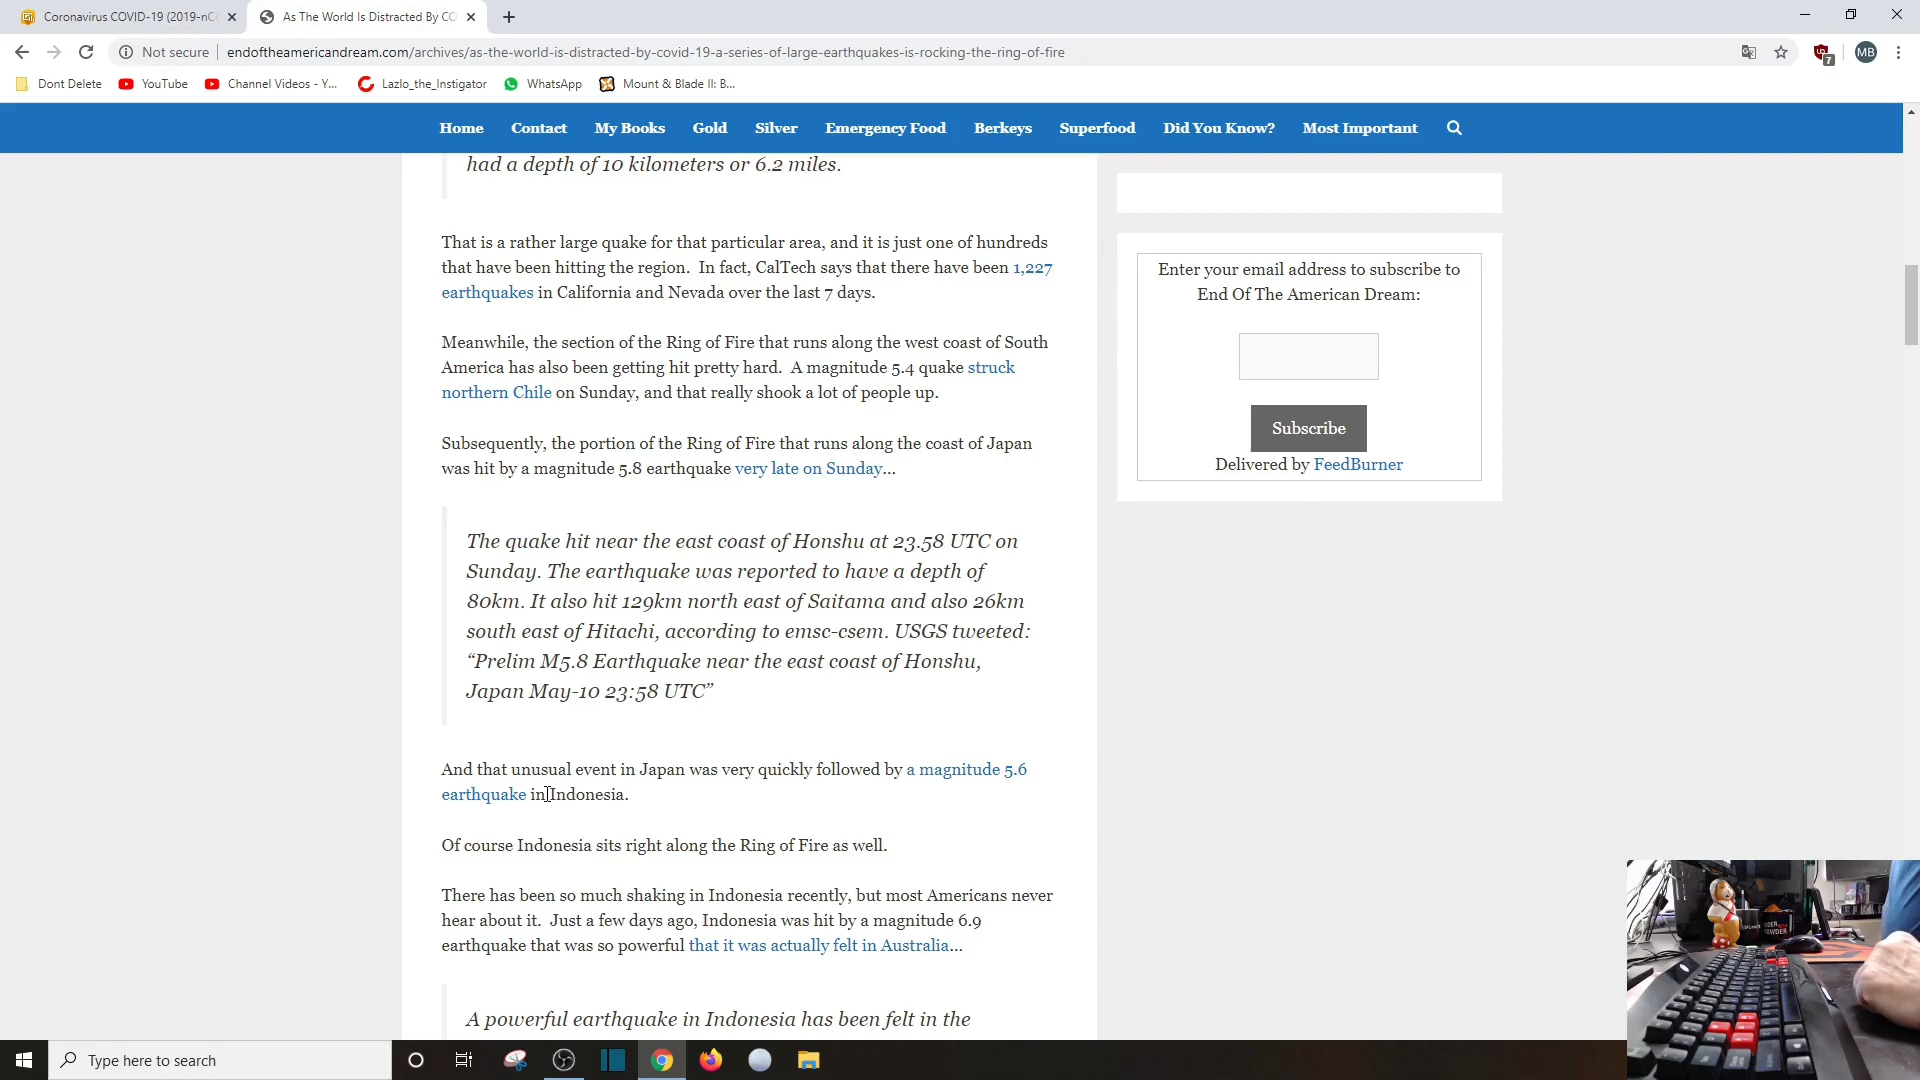 Coronavirus COVID-19 (2019-nCo
As The World Is Distracted By CO
Not secure
endoftheamericandream.com/archives/as-the-world-is-distracted-by-covid-19-a-series-of-large-earthquakes-is-rocking-the-ring-of-fire
7
MB
Dont Delete
YouTube
Channel Videos - Y...
Lazlo_the_Instigator
WhatsApp
Mount & Blade II: B...
Home
Contact
My Books
Gold
Silver
Emergency Food
Berkeys
Superfood
Did You Know?
Most Important
had a depth of 10 kilometers or 6.2 miles.
That is a rather large quake for that particular area, and it is just one of hundreds
that have been hitting the region. In fact, CalTech says that there have been 1,227
earthquakes in California and Nevada over the last 7 days.
Meanwhile, the section of the Ring of Fire that runs along the west coast of South
America has also been getting hit pretty hard. A magnitude 5.4 quake struck
northern Chile on Sunday, and that really shook a lot of people up.
Subsequently, the portion of the Ring of Fire that runs along the coast of Japan
was hit by a magnitude 5.8 earthquake very late on Sunday...
The quake hit near the east coast of Honshu at 23.58 UTC on
Sunday. The earthquake was reported to have a depth of
80km. It also hit 129km north east of Saitama and also 26km
south east of Hitachi, according to emsc-csem. USGS tweeted:
“Prelim M5.8 Earthquake near the east coast of Honshu,
Japan May-10 23:58 UTC”
And that unusual event in Japan was very quickly followed by a magnitude 5.6
earthquake in Indonesia.
Of course Indonesia sits right along the Ring of Fire as well.
There has been so much shaking in Indonesia recently, but most Americans never
hear about it. Just a few days ago, Indonesia was hit by a magnitude 6.9
earthquake that was so powerful that it was actually felt in Australia...
A powerful earthquake in Indonesia has been felt in the
Enter your email address to subscribe to
End Of The American Dream:
Subscribe
Delivered by FeedBurner
Type here to search